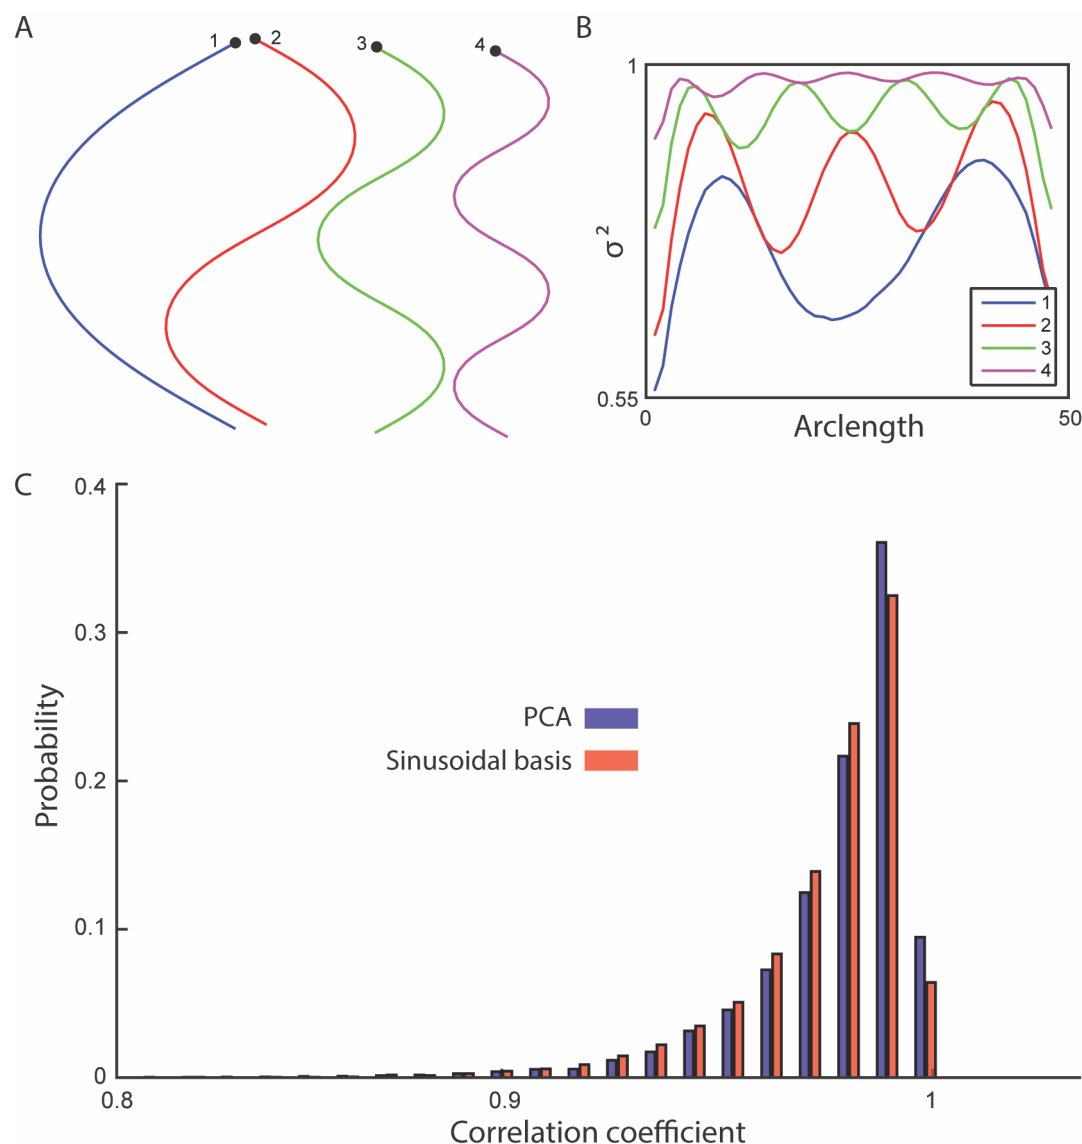 A
1
2
3
4
B
1
σ²
0.55
0
Arclength
50
1
2
3
4
C
0.4
0.3
0.2
0.1
0
Probability
PCA
Sinusoidal basis
0.8
0.9
1
Correlation coefficient